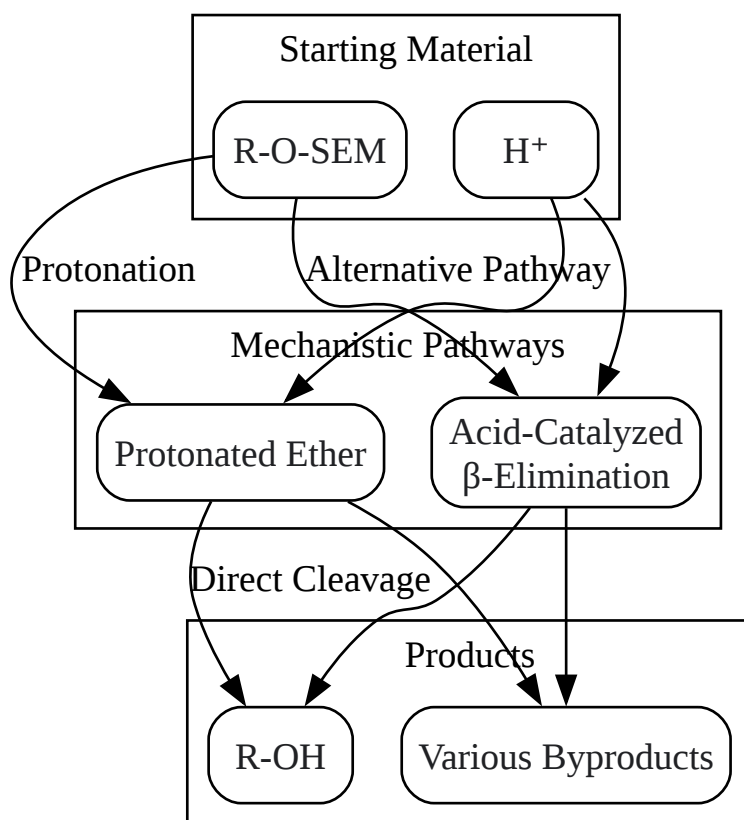 Starting Material
R-O-SEM
H⁺
Protonation
Alternative Pathway
Mechanistic Pathways
Protonated Ether
Acid-Catalyzed
β-Elimination
Direct Cleavage
Products
R-OH
Various Byproducts